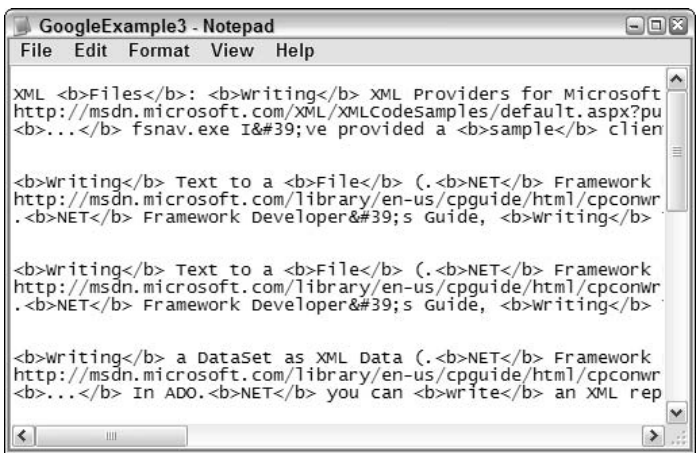 GoogleExample3 - Notepad
File Edit Format View Help
XML <b>Files</b>: <b>Writing</b> XML Providers for Microsoft
http://msdn.microsoft.com/XML/XMLCodeSamples/default.aspx?pu
<b>...</b> fsnav.exe I&#39;ve provided a <b>sample</b> clien
<b>Writing</b> Text to a <b>File</b> (.<b>NET</b> Framework
http://msdn.microsoft.com/library/en-us/cpguide/html/cpconwr
.<b>NET</b> Framework Developer&#39;s Guide, <b>Writing</b>
<b>Writing</b> Text to a <b>File</b> (.<b>NET</b> Framework
http://msdn.microsoft.com/library/en-us/cpguide/html/cpconwr
.<b>NET</b> Framework Developer&#39;s Guide, <b>Writing</b>
<b>Writing</b> a DataSet as XML Data (.<b>NET</b> Framework
http://msdn.microsoft.com/library/en-us/cpguide/html/cpconwr
<b>...</b> In ADO.<b>NET</b> you can <b>write</b> an XML rep